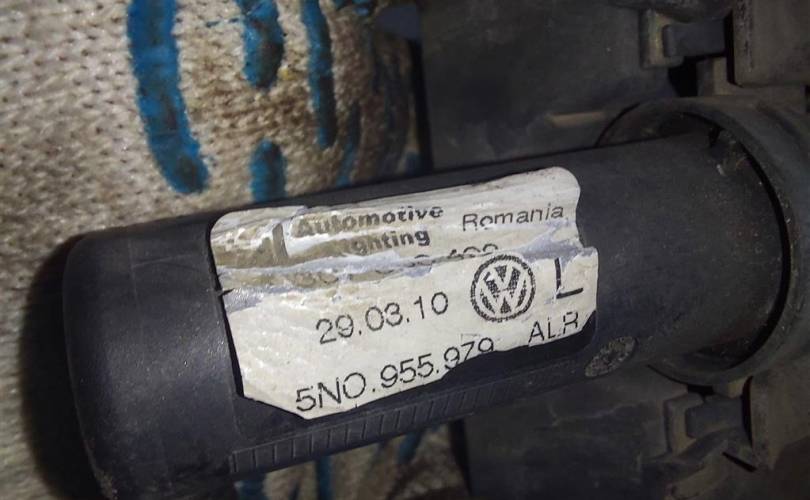 Automotive
Lighting
Romania
29.03.10
L
5N0.955.979
ALR